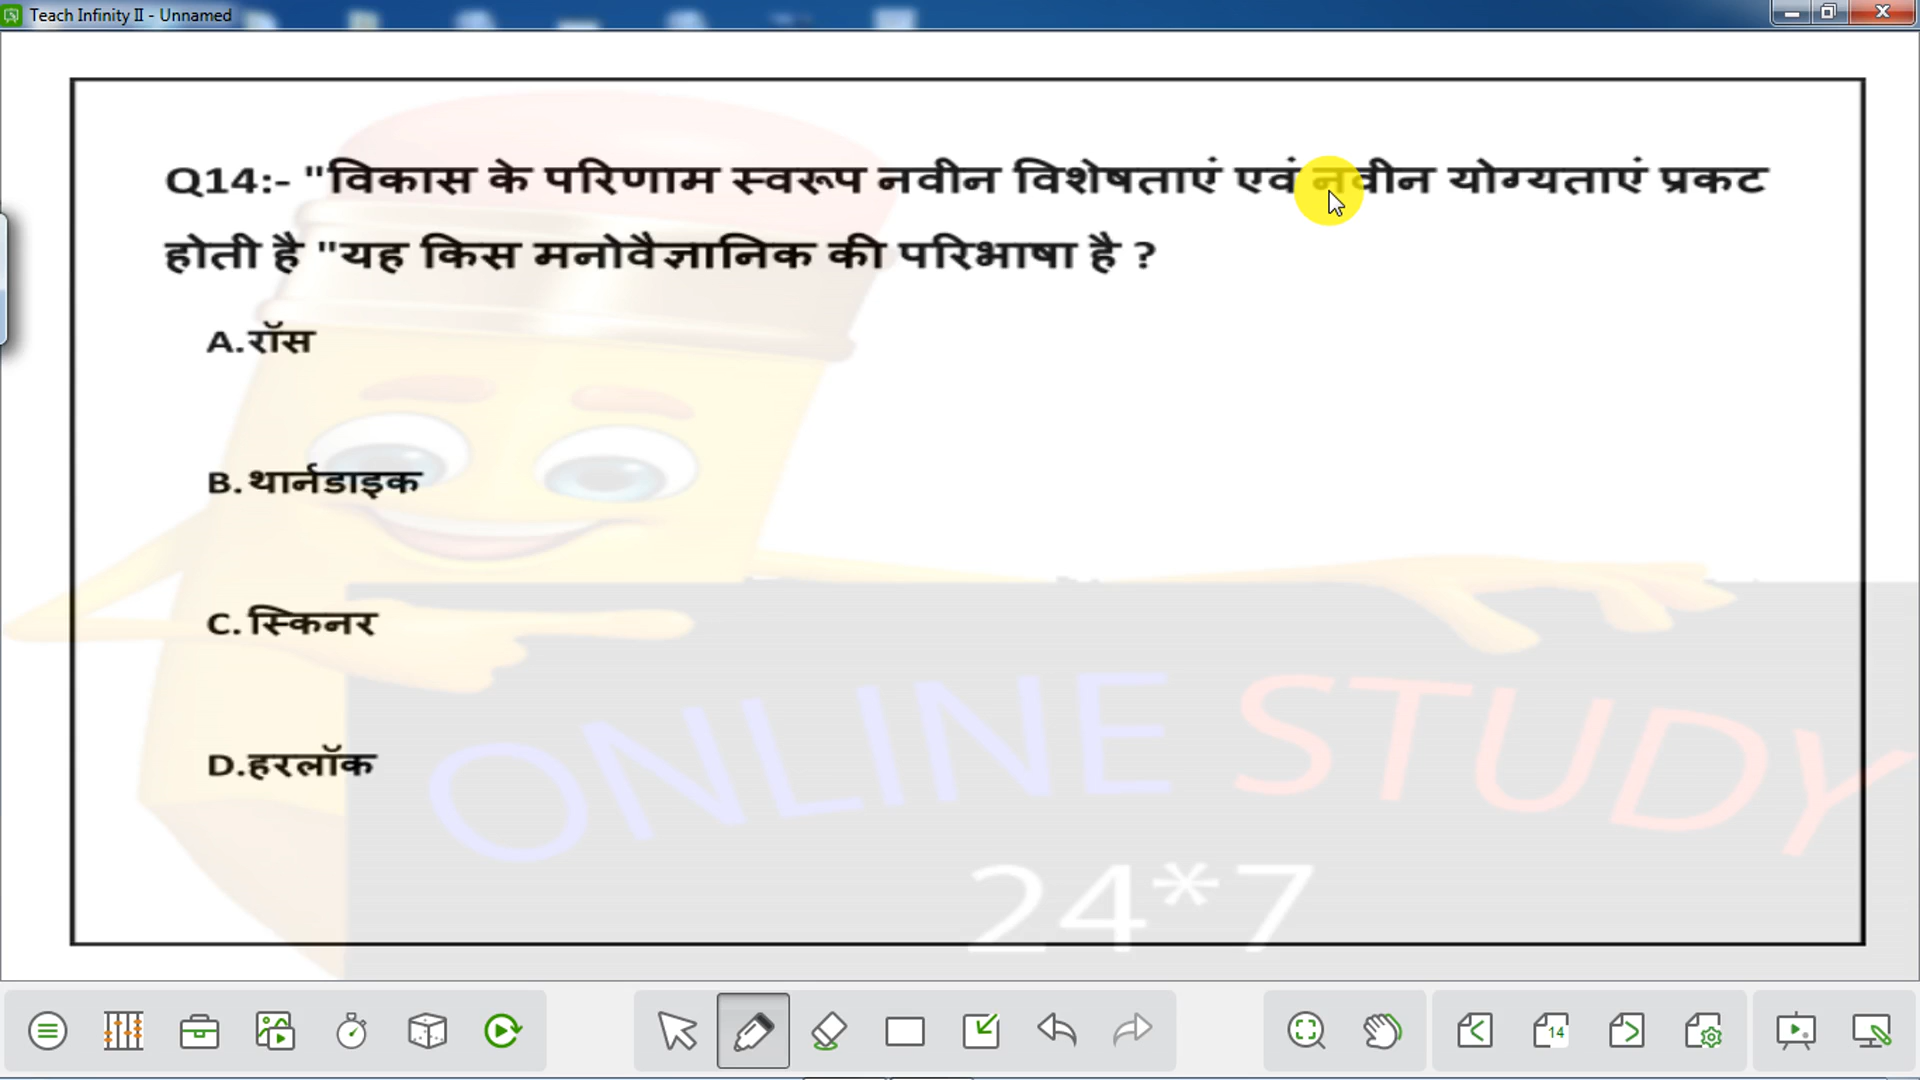 Teach Infinity II - Unnamed
Q14:- "विकास के परिणाम स्वरूप नवीन विशेषताएं एवं नवीन योग्यताएं प्रकट
होती है "यह किस मनोवैज्ञानिक की परिभाषा है ?
A.रॉस
B.थार्नडाइक
C.स्किनर
D.हरलॉक
ONLINE STUDY
24*7
14